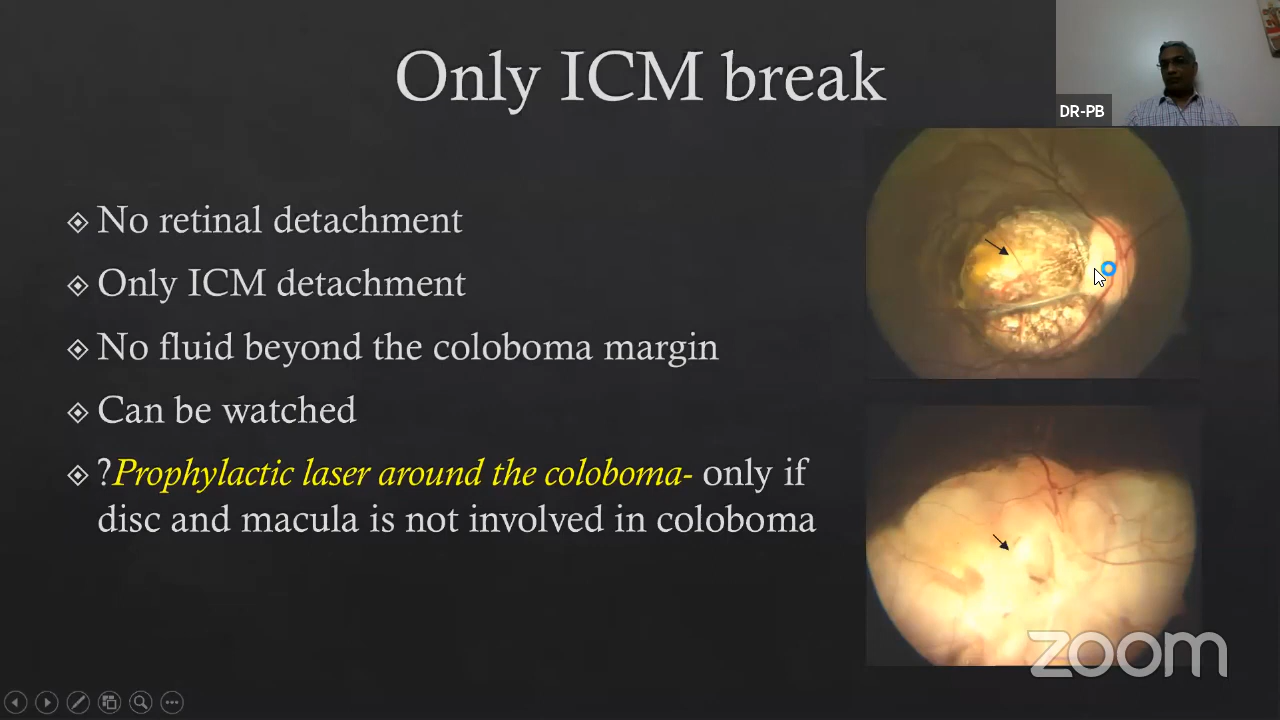 Only ICM break
DR-PB
No retinal detachment
Only ICM detachment
No fluid beyond the coloboma margin
Can be watched
?Prophylactic laser around the coloboma- only if
disc and macula is not involved in coloboma
zoom